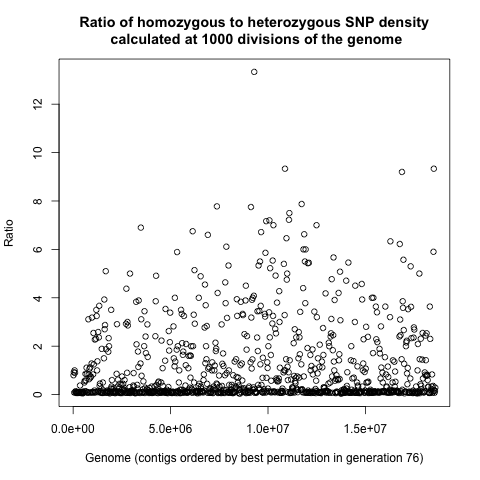 Ratio of homozygous to heterozygous SNP density
calculated at 1000 divisions of the genome
12
10
8
6
4
2
0
Ratio
0.0e+00 5.0e+06 1.0e+07 1.5e+07
Genome (contigs ordered by best permutation in generation 76)